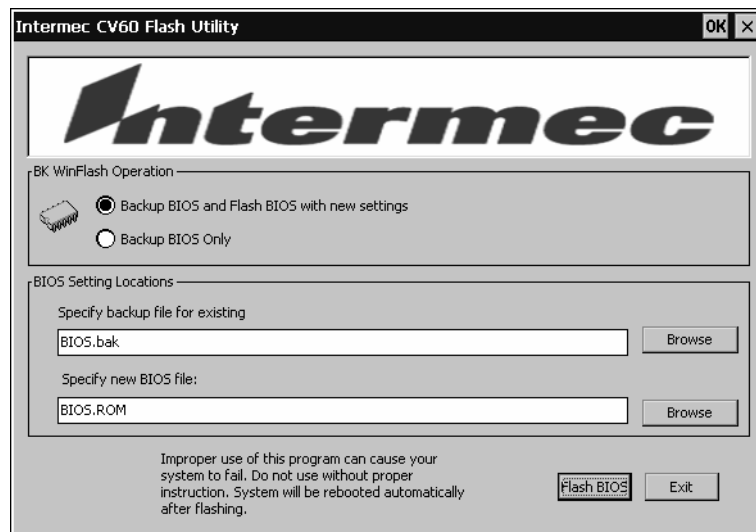 Intermec CV60 Flash Utility
OK
Intermec
BK WinFlash Operation
Backup BIOS and Flash BIOS with new settings
Backup BIOS Only
BIOS Setting Locations
Specify backup file for existing
BIOS.bak
Browse
Specify new BIOS file:
BIOS.ROM
Browse
Improper use of this program can cause your
system to fail. Do not use without proper
instruction. System will be rebooted automatically
after flashing.
Flash BIOS
Exit